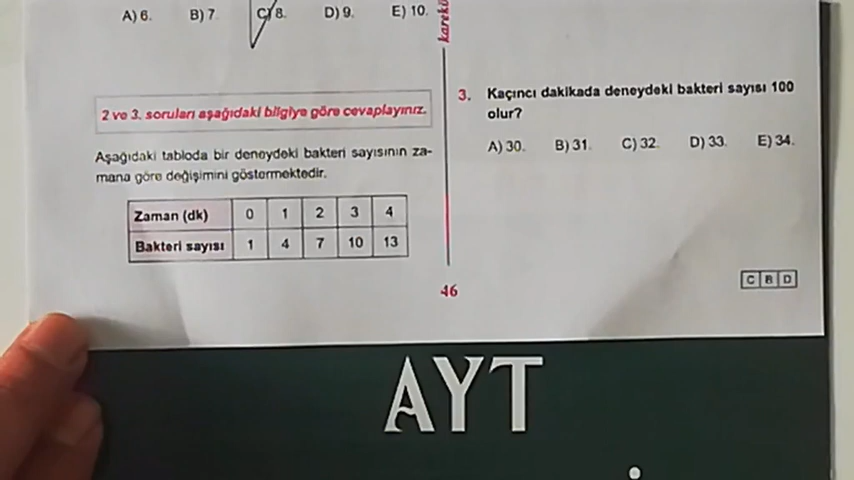 A) 6. B) 7. C) 8. D) 9. E) 10.
karekö
2 ve 3. soruları aşağıdaki bilgiye göre cevaplayınız.
Aşağıdaki tabloda bir deneydeki bakteri sayısının za-
mana göre değişimini göstermektedir.
Zaman (dk) 0 1 2 3 4
Bakteri sayısı 1 4 7 10 13
3. Kaçıncı dakikada deneydeki bakteri sayısı 100
olur?
A) 30. B) 31. C) 32. D) 33. E) 34.
46
C B D
AYT